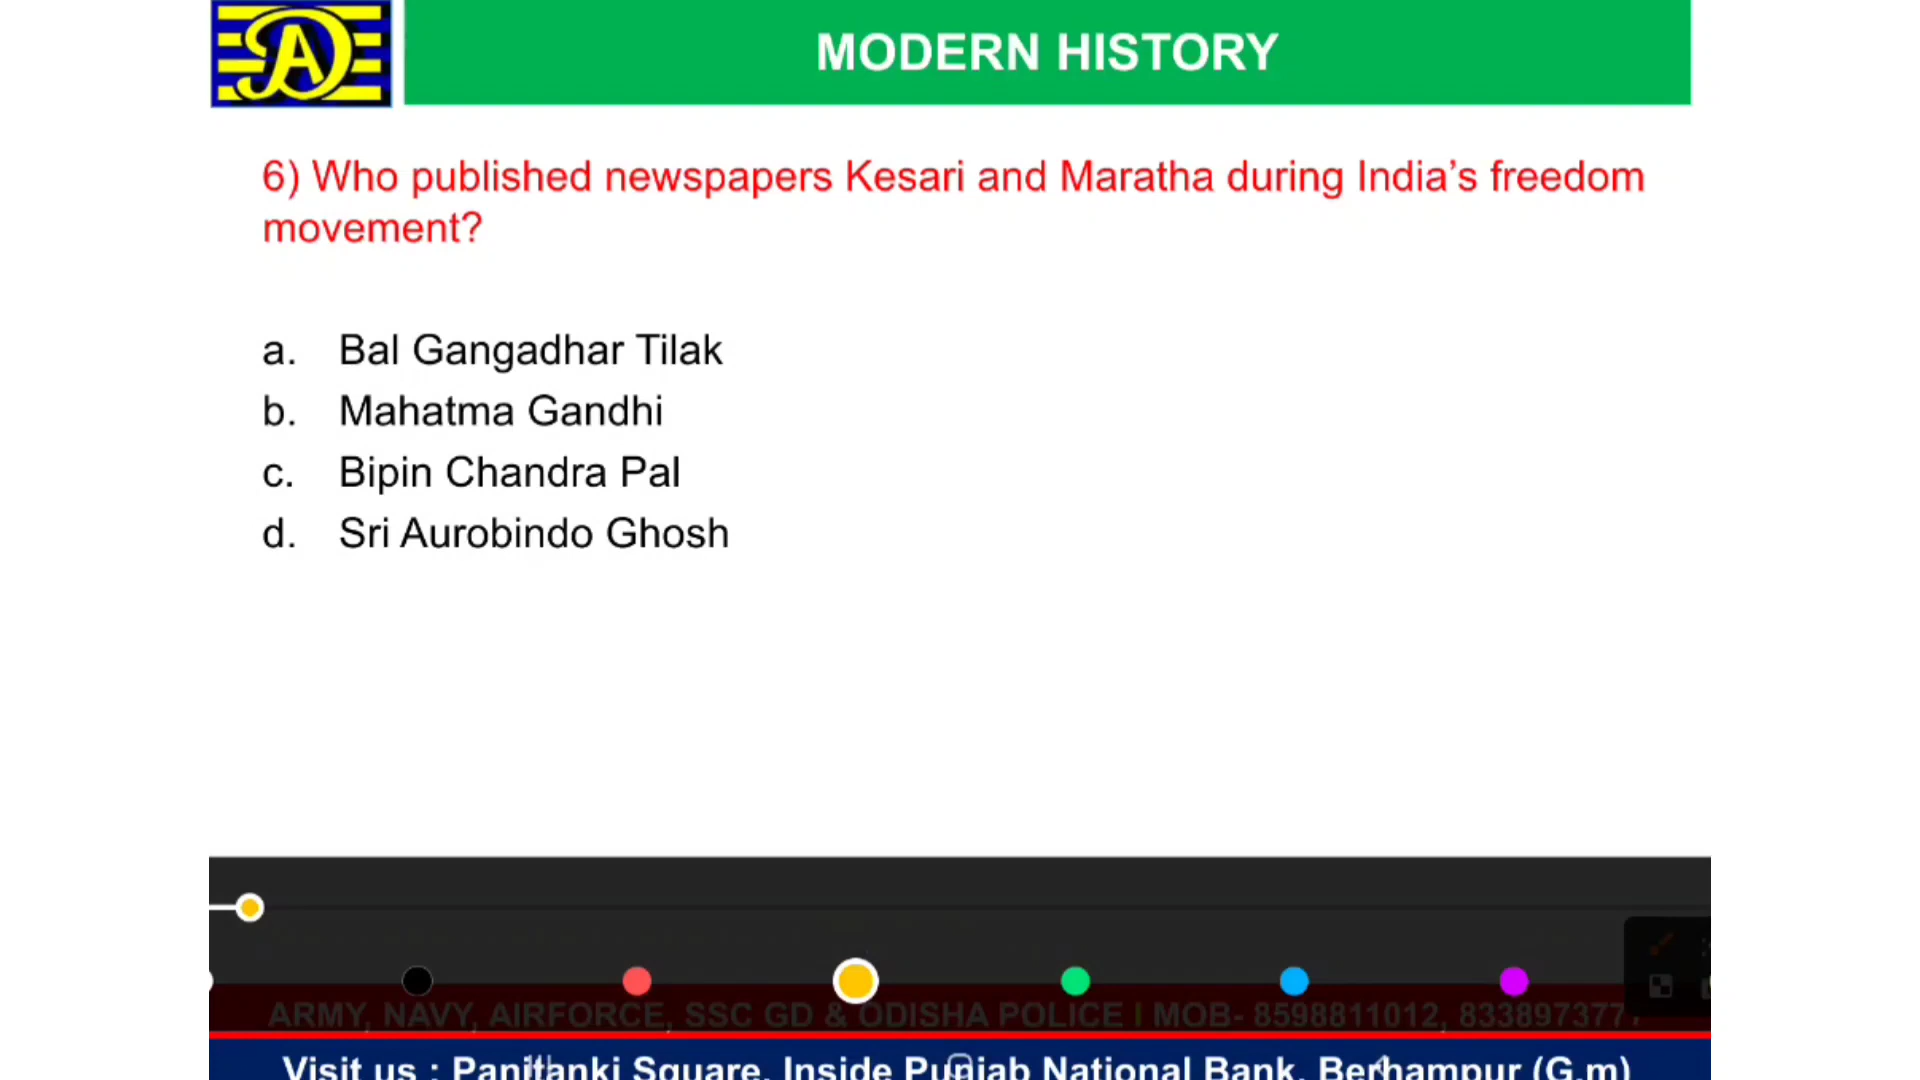 DA
MODERN HISTORY
6) Who published newspapers Kesari and Maratha during India’s freedom
movement?
a. Bal Gangadhar Tilak
b. Mahatma Gandhi
c. Bipin Chandra Pal
d. Sri Aurobindo Ghosh
ARMY, NAVY, AIRFORCE, SSC GD & ODISHA POLICE I MOB- 8598811012,
Visit us : Panitanki Square, Inside Punjab National Bank, Berhampur (G.m)